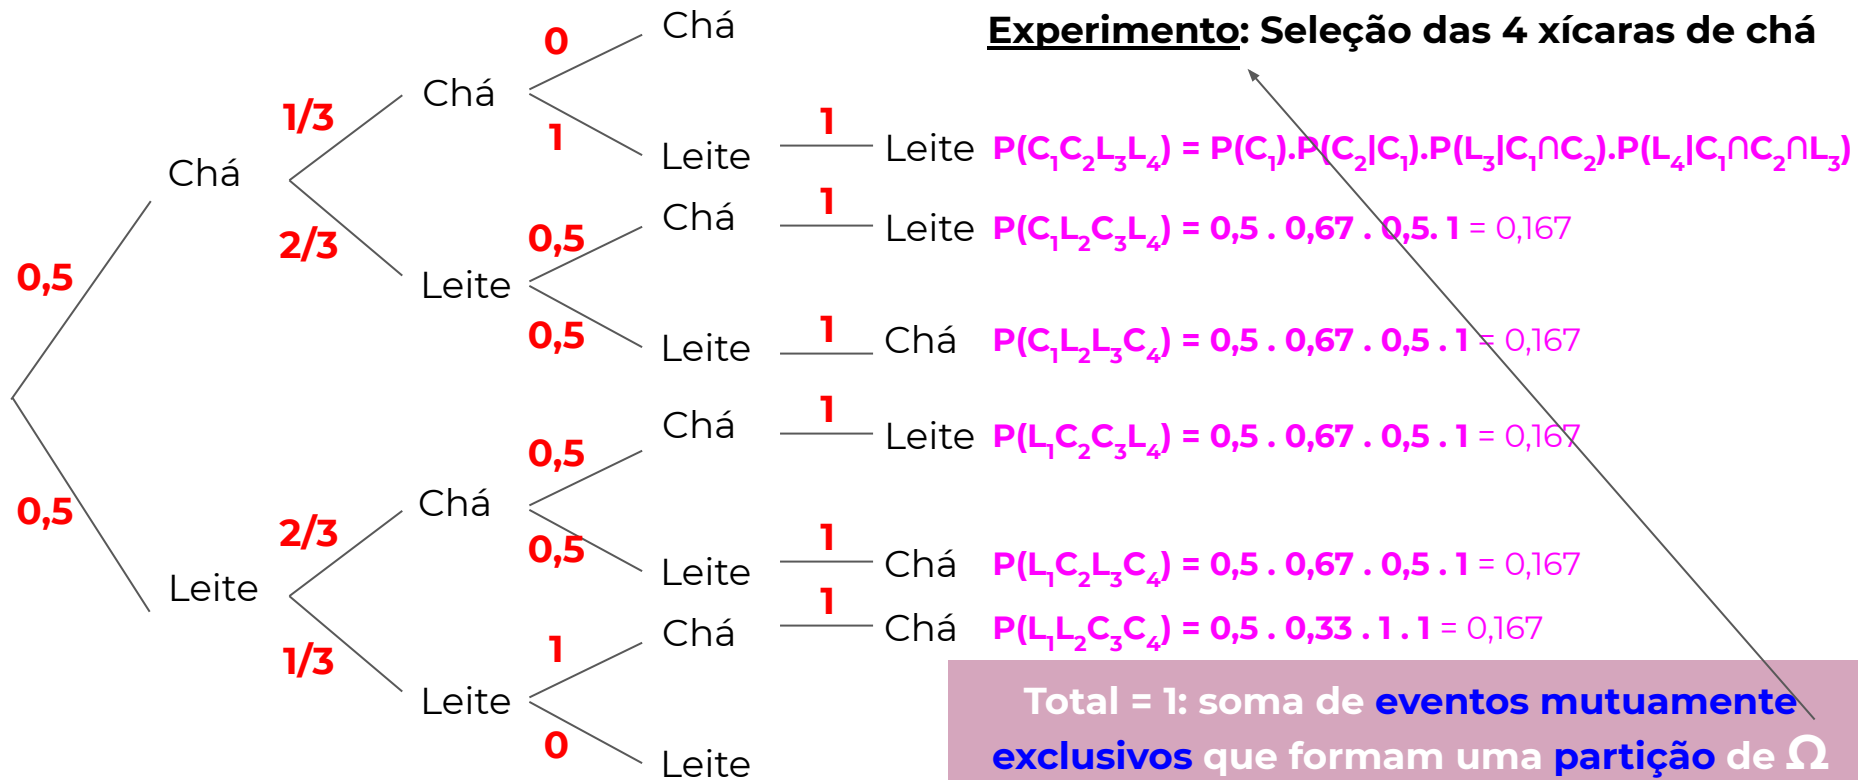 Experimento: Seleção das 4 xícaras de chá
0 Chá
Chá
1/3
1 Leite 1 Leite P(C₁C₂L₃L₄) = P(C₁).P(C₂|C₁).P(L₃|C₁∩C₂).P(L₄|C₁∩C₂∩L₃)
Chá
2/3
0,5 Chá 1 Leite P(C₁L₂C₃L₄) = 0,5 . 0,67 . 0,5. 1 = 0,167
0,5
Leite
0,5 Leite 1 Chá P(C₁L₂L₃C₄) = 0,5 . 0,67 . 0,5 . 1 = 0,167
0,5 Chá 1 Leite P(L₁C₂C₃L₄) = 0,5 . 0,67 . 0,5 . 1 = 0,167
0,5
2/3
Chá
0,5 Leite 1 Chá P(L₁C₂L₃C₄) = 0,5 . 0,67 . 0,5 . 1 = 0,167
Leite
1/3
1 Chá 1 Chá P(L₁L₂C₃C₄) = 0,5 . 0,33 . 1 . 1 = 0,167
Leite
0 Leite
Total = 1: soma de eventos mutuamente
exclusivos que formam uma partição de Ω